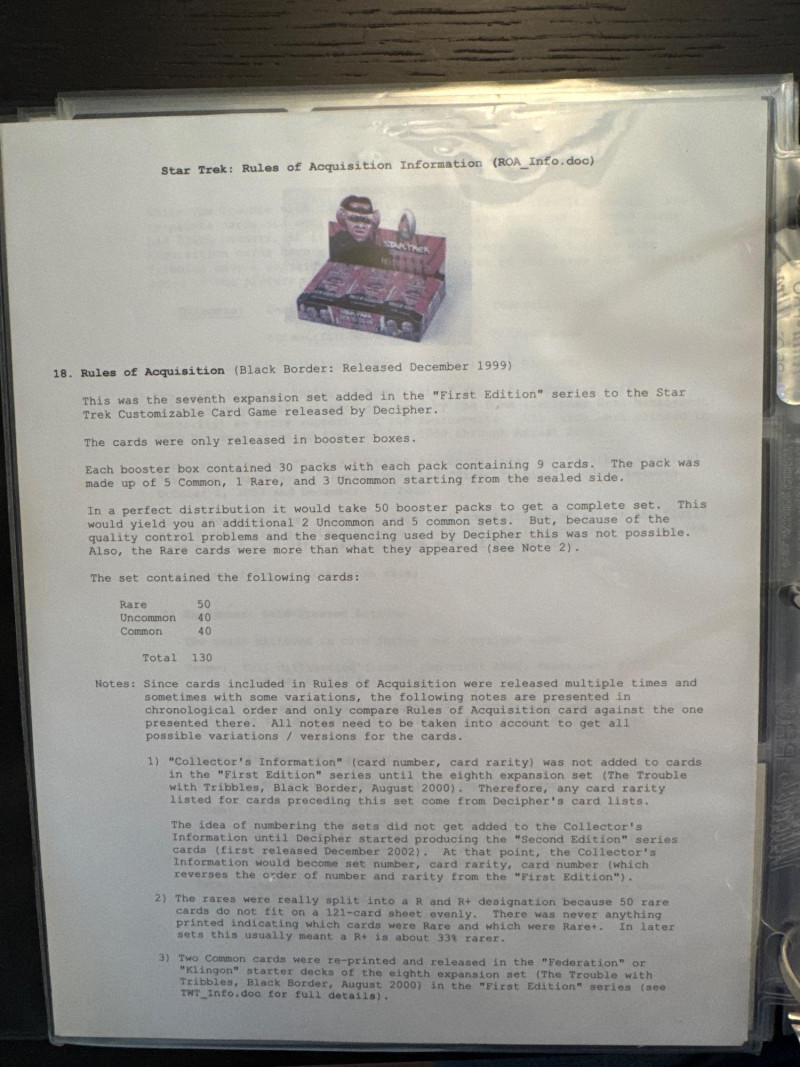 Star Trek: Rules of Acquisition Information (ROA_Info.doc)
STAR TREK
18. Rules of Acquisition (Black Border: Released December 1999)
This was the seventh expansion set added in the "First Edition" series to the Star
Trek Customizable Card Game released by Decipher.
The cards were only released in booster boxes.
Each booster box contained 30 packs with each pack containing 9 cards. The pack was
made up of 5 Common, 1 Rare, and 3 Uncommon starting from the sealed side.
In a perfect distribution it would take 50 booster packs to get a complete set. This
would yield you an additional 2 Uncommon and 5 common sets. But, because of the
quality control problems and the sequencing used by Decipher this was not possible.
Also, the Rare cards were more than what they appeared (see Note 2).
The set contained the following cards:
Rare 50
Uncommon 40
Common 40
Total 130
Notes: Since cards included in Rules of Acquisition were released multiple times and
sometimes with some variations, the following notes are presented in
chronological order and only compare Rules of Acquisition card against the one
presented there. All notes need to be taken into account to get all
possible variations / versions for the cards.
1) "Collector's Information" (card number, card rarity) was not added to cards
in the "First Edition" series until the eighth expansion set (The Trouble
with Tribbles, Black Border, August 2000). Therefore, any card rarity
listed for cards preceding this set come from Decipher's card lists.
The idea of numbering the sets did not get added to the Collector's
Information until Decipher started producing the "Second Edition" series
cards (first released December 2002). At that point, the Collector's
Information would become set number, card rarity, card number (which
reverses the order of number and rarity from the "First Edition").
2) The rares were really split into a R and R+ designation because 50 rare
cards do not fit on a 121-card sheet evenly. There was never anything
printed indicating which cards were Rare and which were Rare+. In later
sets this usually meant a R+ is about 33% rarer.
3) Two Common cards were re-printed and released in the "Federation" or
"Klingon" starter decks of the eighth expansion set (The Trouble with
Tribbles, Black Border, August 2000) in the "First Edition" series (see
TWT_Info.doc for full details).